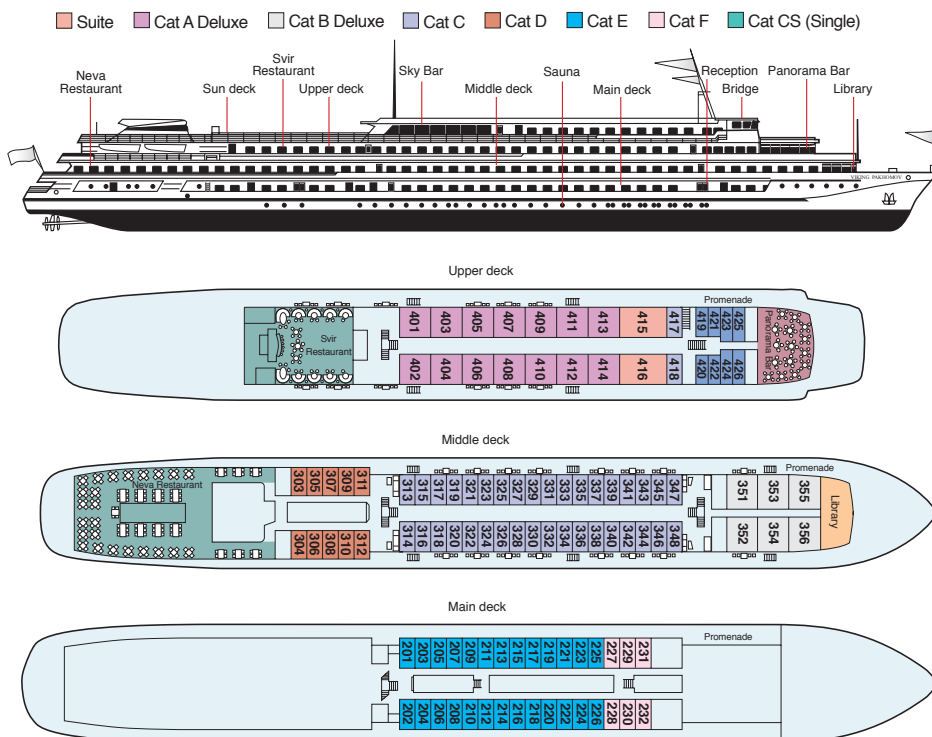 Suite Cat A Deluxe Cat B Deluxe Cat C Cat D Cat E Cat F Cat CS (Single)
Neva
Restaurant
Sun deck
Svir
Restaurant
Upper deck
Sky Bar
Middle deck
Sauna
Main deck
Reception
Bridge
Panorama Bar
Library
VIKING PAKHOMOV
Upper deck
Promenade
401 403 405 407 409 411 413 415 417 419 421 423 425
Svir
Restaurant
Panorama Bar
402 404 406 408 410 412 414 416 418 420 422 424 426
Middle deck
Promenade
303 305 307 309 311 313 315 317 319 321 323 325 327 329 331 333 335 337 339 341 343 345 347 351 353 355
Neva Restaurant
Library
304 306 308 310 312 314 316 318 320 322 324 326 328 330 332 334 336 338 340 342 344 346 348 352 354 356
Main deck
Promenade
201 203 205 207 209 211 213 215 217 219 221 223 225 227 229 231
202 204 206 208 210 212 214 216 218 220 222 224 226 228 230 232